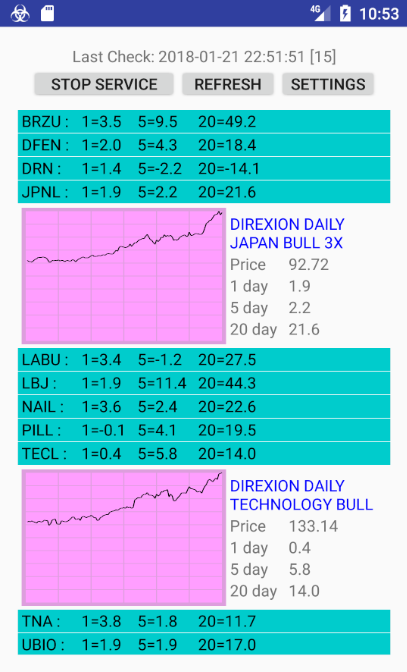 4G 10:53
Last Check: 2018-01-21 22:51:51 [15]
STOP SERVICE REFRESH SETTINGS
BRZU : 1=3.5 5=9.5 20=49.2
DFEN : 1=2.0 5=4.3 20=18.4
DRN : 1=1.4 5=-2.2 20=-14.1
JPNL : 1=1.9 5=2.2 20=21.6
DIREXION DAILY
JAPAN BULL 3X
Price 92.72
1 day 1.9
5 day 2.2
20 day 21.6
LABU : 1=3.4 5=-1.2 20=27.5
LBJ : 1=1.9 5=11.4 20=44.3
NAIL : 1=3.6 5=2.4 20=22.6
PILL : 1=-0.1 5=4.1 20=19.5
TECL : 1=0.4 5=5.8 20=14.0
DIREXION DAILY
TECHNOLOGY BULL
Price 133.14
1 day 0.4
5 day 5.8
20 day 14.0
TNA : 1=3.8 5=1.8 20=11.7
UBIO : 1=1.9 5=1.9 20=17.0